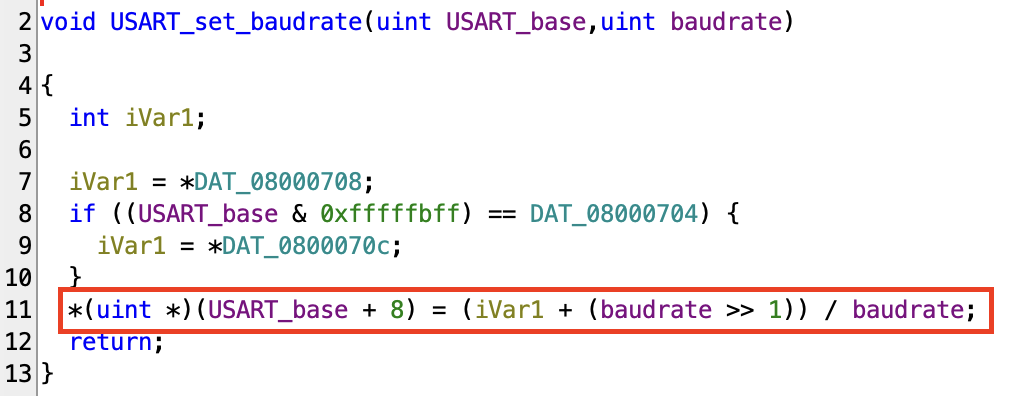 2 void USART_set_baudrate(uint USART_base,uint baudrate)
3
4 {
5 int iVar1;
6
7 iVar1 = *DAT_08000708;
8 if ((USART_base & 0xfffffbff) == DAT_08000704) {
9 iVar1 = *DAT_0800070c;
10 }
11 *(uint *)(USART_base + 8) = (iVar1 + (baudrate >> 1)) / baudrate;
12 return;
13 }